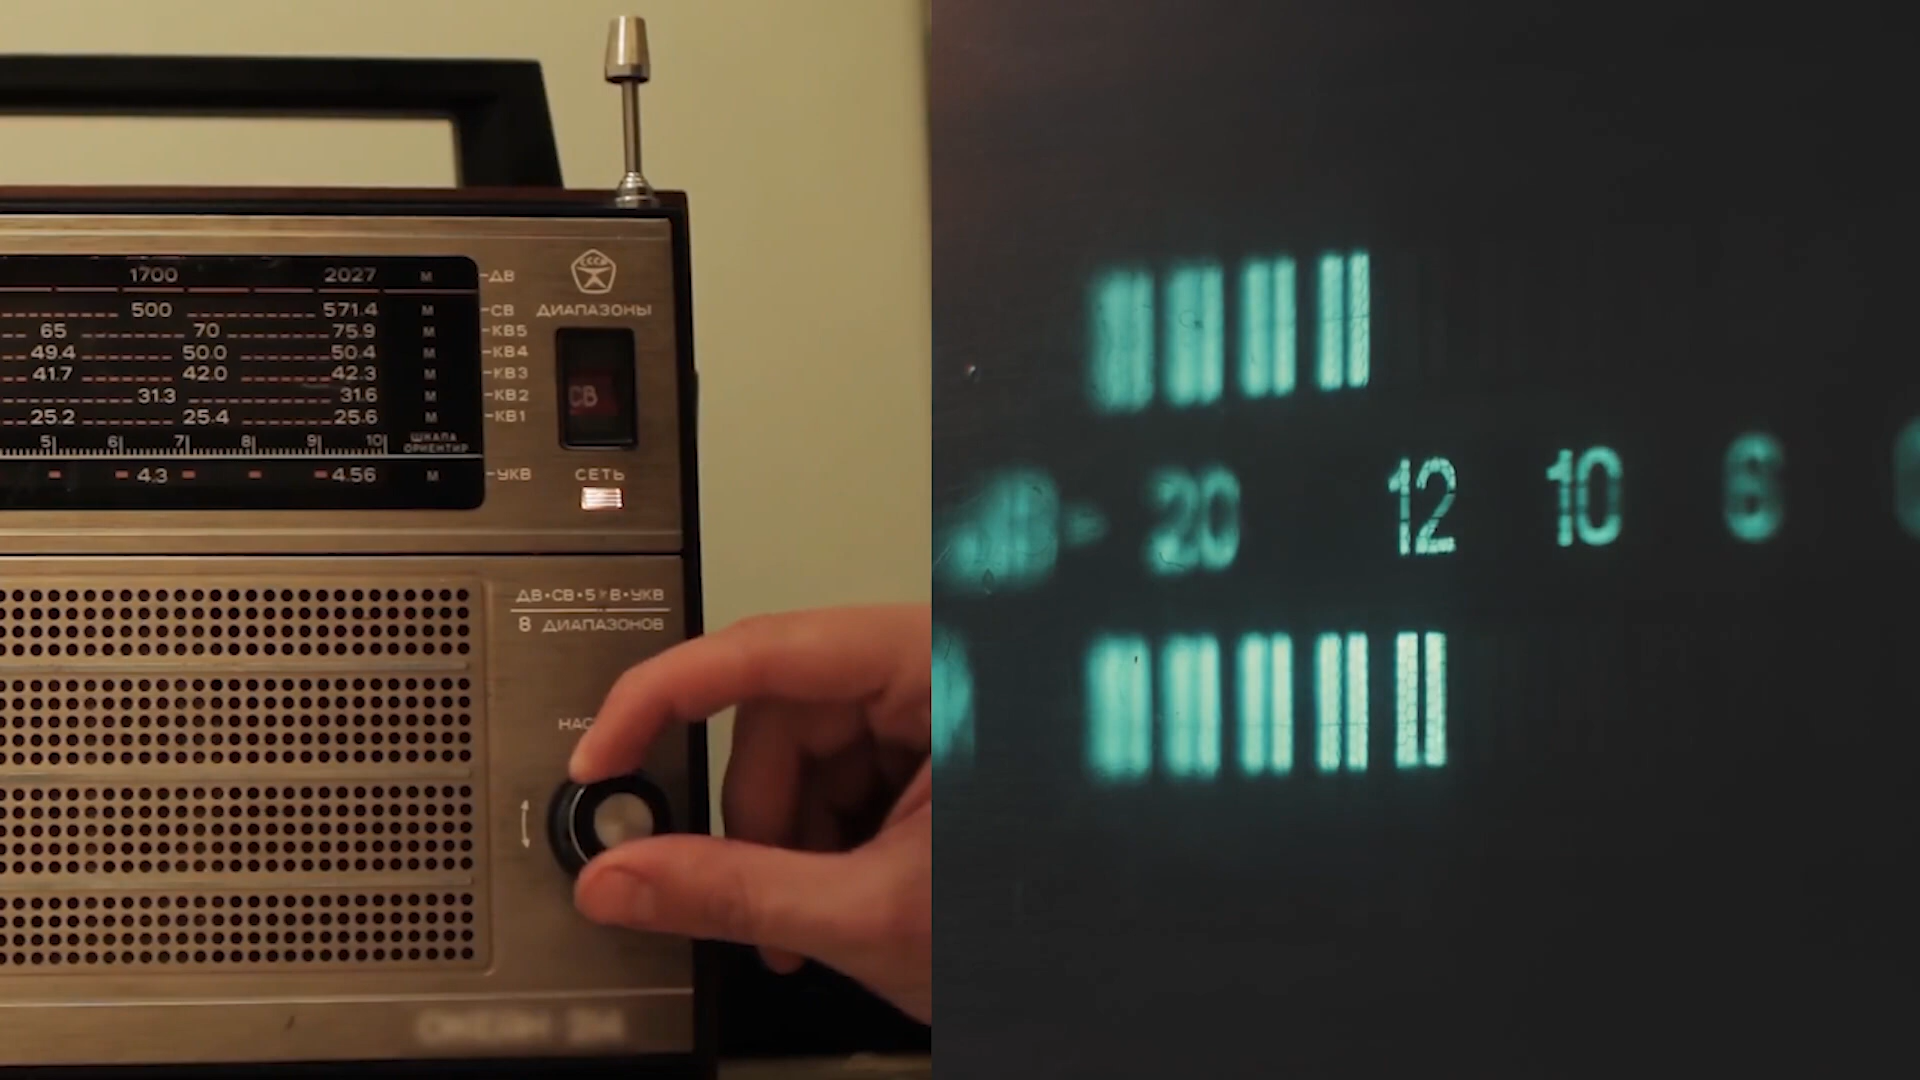 1700 2027 М ДВ
СССР
500 571.4 М СВ
ДИАПАЗОНЫ
65 70 75.9 М КВ5
49.4 50.0 50.4 М КВ4
41.7 42.0 42.3 М КВ3
31.3 31.6 М КВ2
СВ
25.2 25.4 25.6 М КВ1
5 6 7 8 9 10 ШКАЛА
ОРИЕНТИР
4.3 4.56 М УКВ
СЕТЬ
ДВ•СВ•5КВ•УКВ
8 ДИАПАЗОНОВ
20 12 10 6